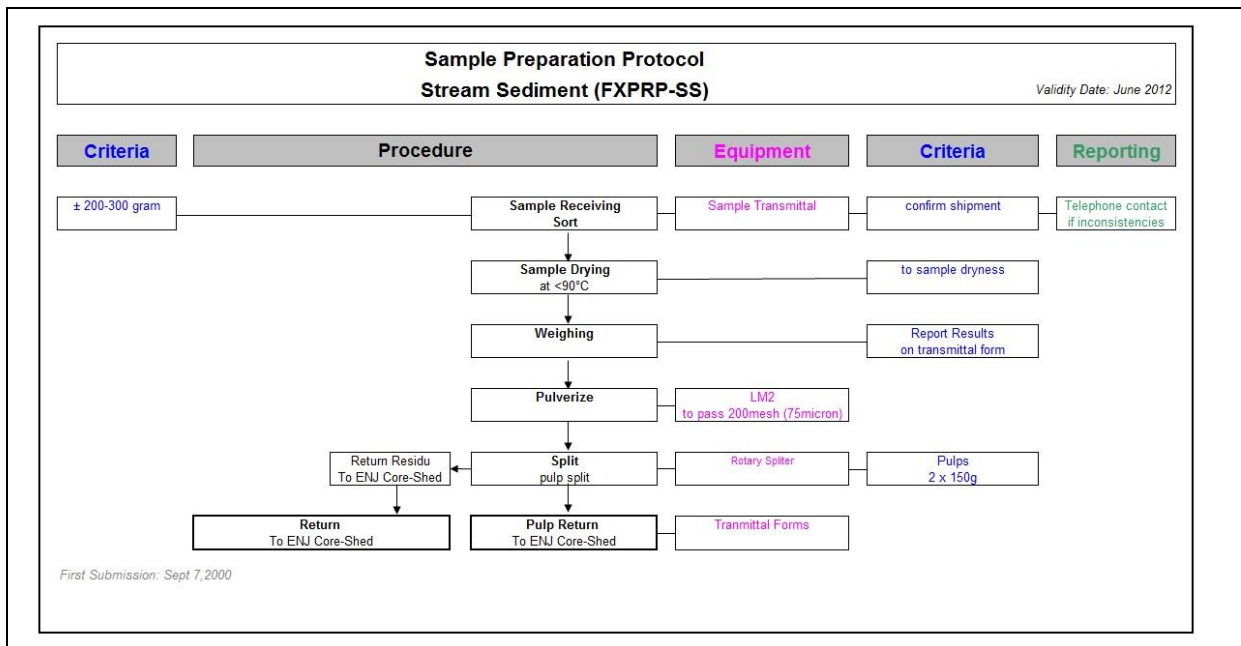 Sample Preparation Protocol
Stream Sediment (FXPRP-SS)
Validity Date: June 2012
Criteria
Procedure
Equipment
Criteria
Reporting
± 200-300 gram
Sample Receiving
Sort
Sample Transmittal
confirm shipment
Telephone contact
if inconsistencies
Sample Drying
at <90°C
to sample dryness
Weighing
Report Results
on transmittal form
Pulverize
LM2
to pass 200mesh (75micron)
Return Residu
To ENJ Core-Shed
Split
pulp split
Rotary Spliter
Pulps
2 x 150g
Return
To ENJ Core-Shed
Pulp Return
To ENJ Core-Shed
Tranmittal Forms
First Submission: Sept 7,2000